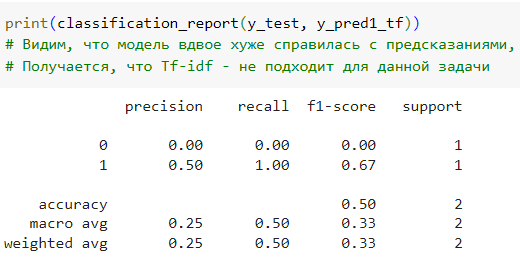 print(classification_report(y_test, y_pred1_tf))
# Видим, что модель вдвое хуже справилась с предсказаниями,
# Получается, что Tf-idf - не подходит для данной задачи
precision recall f1-score support
0 0.00 0.00 0.00 1
1 0.50 1.00 0.67 1
accuracy 0.50 2
macro avg 0.25 0.50 0.33 2
weighted avg 0.25 0.50 0.33 2